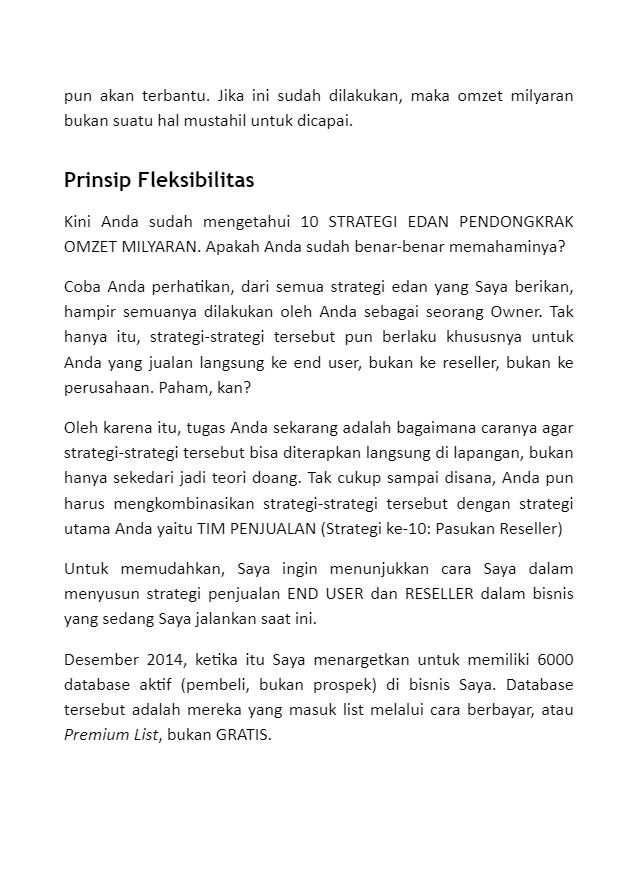 pun akan terbantu. Jika ini sudah dilakukan, maka omzet milyaran
bukan suatu hal mustahil untuk dicapai.
Prinsip Fleksibilitas
Kini Anda sudah mengetahui 10 STRATEGI EDAN PENDONGKRAK
OMZET MILYARAN. Apakah Anda sudah benar-benar memahaminya?
Coba Anda perhatikan, dari semua strategi edan yang Saya berikan,
hampir semuanya dilakukan oleh Anda sebagai seorang Owner. Tak
hanya itu, strategi-strategi tersebut pun berlaku khususnya untuk
Anda yang jualan langsung ke end user, bukan ke reseller, bukan ke
perusahaan. Paham, kan?
Oleh karena itu, tugas Anda sekarang adalah bagaimana caranya agar
strategi-strategi tersebut bisa diterapkan langsung di lapangan, bukan
hanya sekedari jadi teori doang. Tak cukup sampai disana, Anda pun
harus mengkombinasikan strategi-strategi tersebut dengan strategi
utama Anda yaitu TIM PENJUALAN (Strategi ke-10: Pasukan Reseller)
Untuk memudahkan, Saya ingin menunjukkan cara Saya dalam
menyusun strategi penjualan END USER dan RESELLER dalam bisnis
yang sedang Saya jalankan saat ini.
Desember 2014, ketika itu Saya menargetkan untuk memiliki 6000
database aktif (pembeli, bukan prospek) di bisnis Saya. Database
tersebut adalah mereka yang masuk list melalui cara berbayar, atau
Premium List, bukan GRATIS.